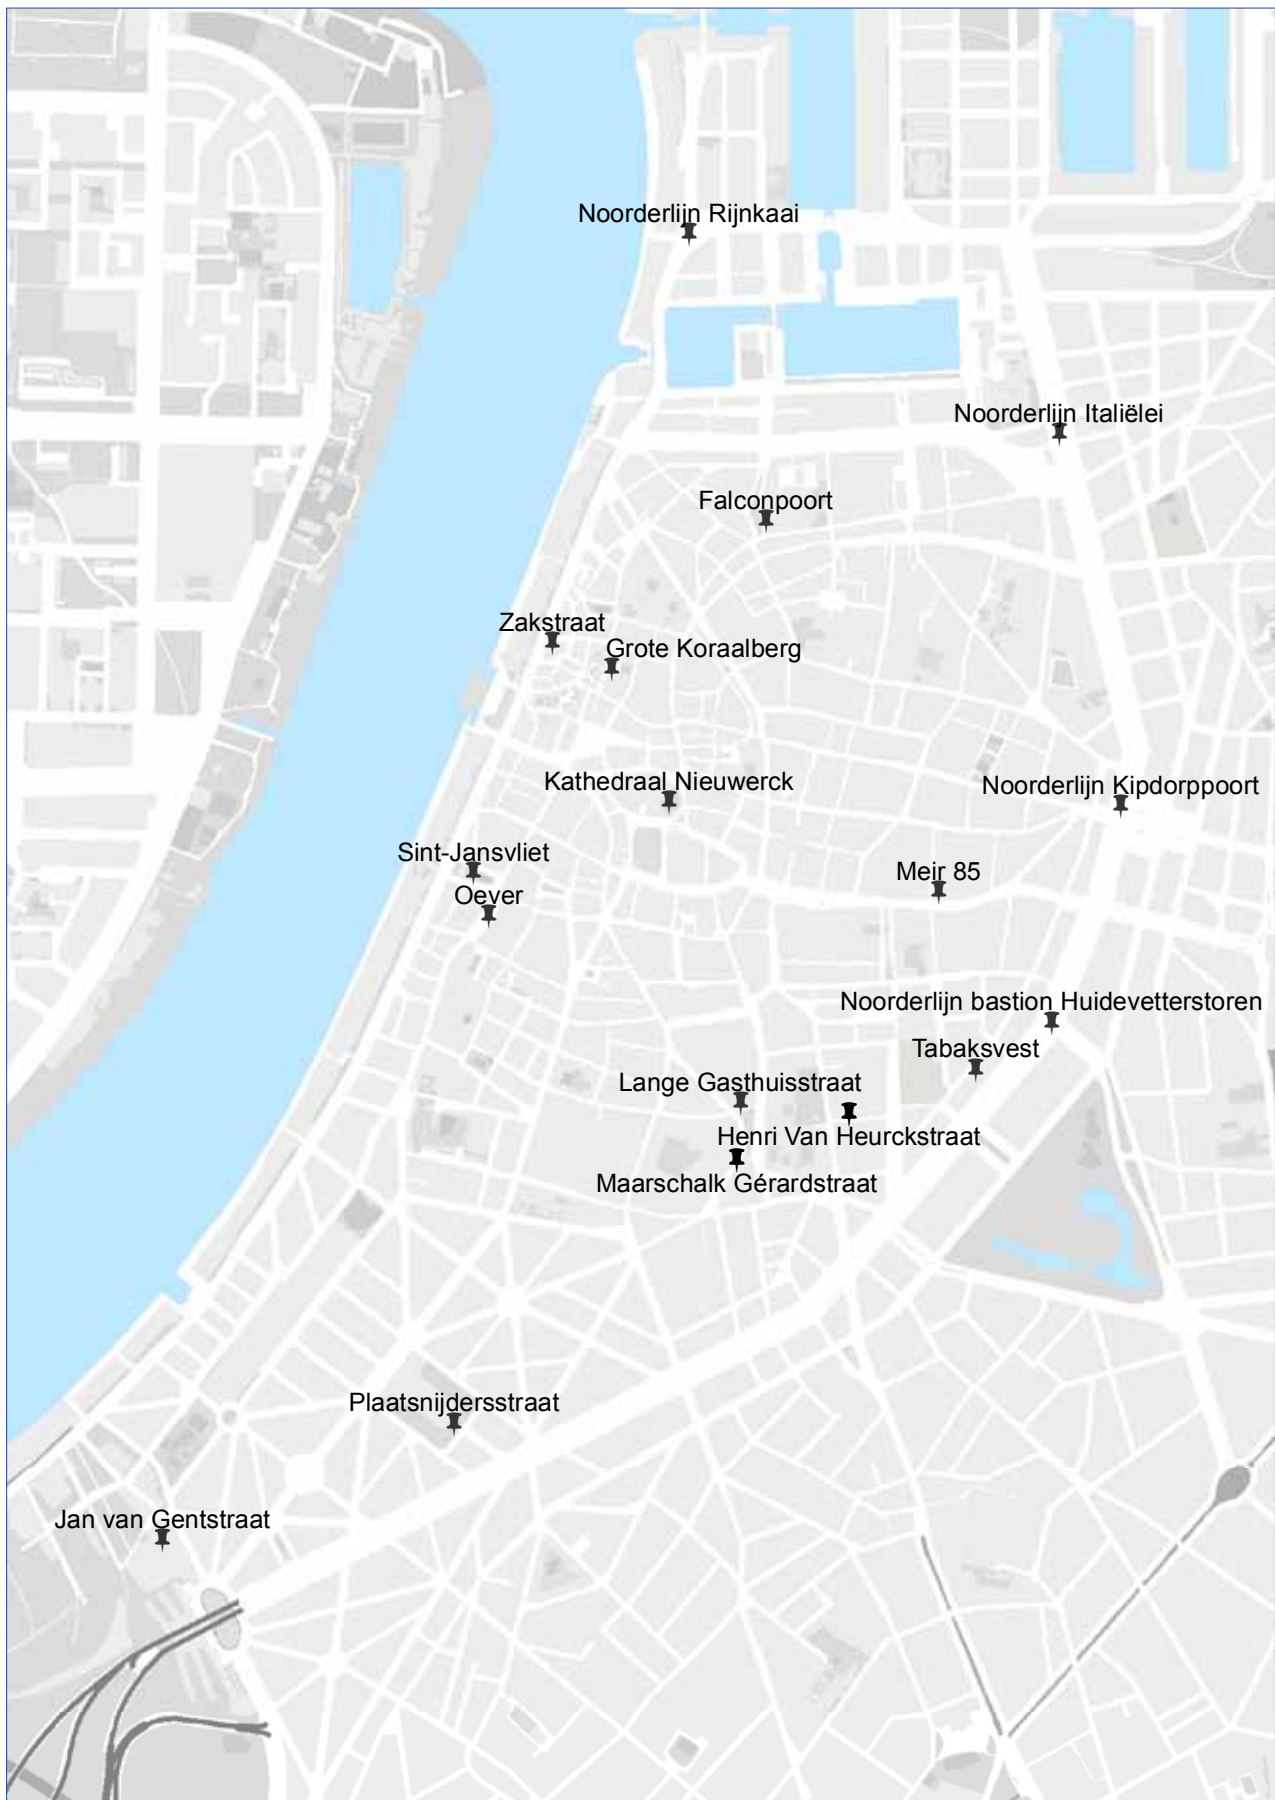 Noorderlijn Rijnkaai
Noorderlijn Italiëlei
Falconpoort
Zakstraat
Grote Koraalberg
Kathedraal Nieuwerck
Noorderlijn Kipdorppoort
Sint-Jansvliet
Meir 85
Oever
Noorderlijn bastion Huidevetterstoren
Tabaksvest
Lange Gasthuisstraat
Henri Van Heurckstraat
Maarschalk Gérardstraat
Plaatsnijdersstraat
Jan van Gentstraat